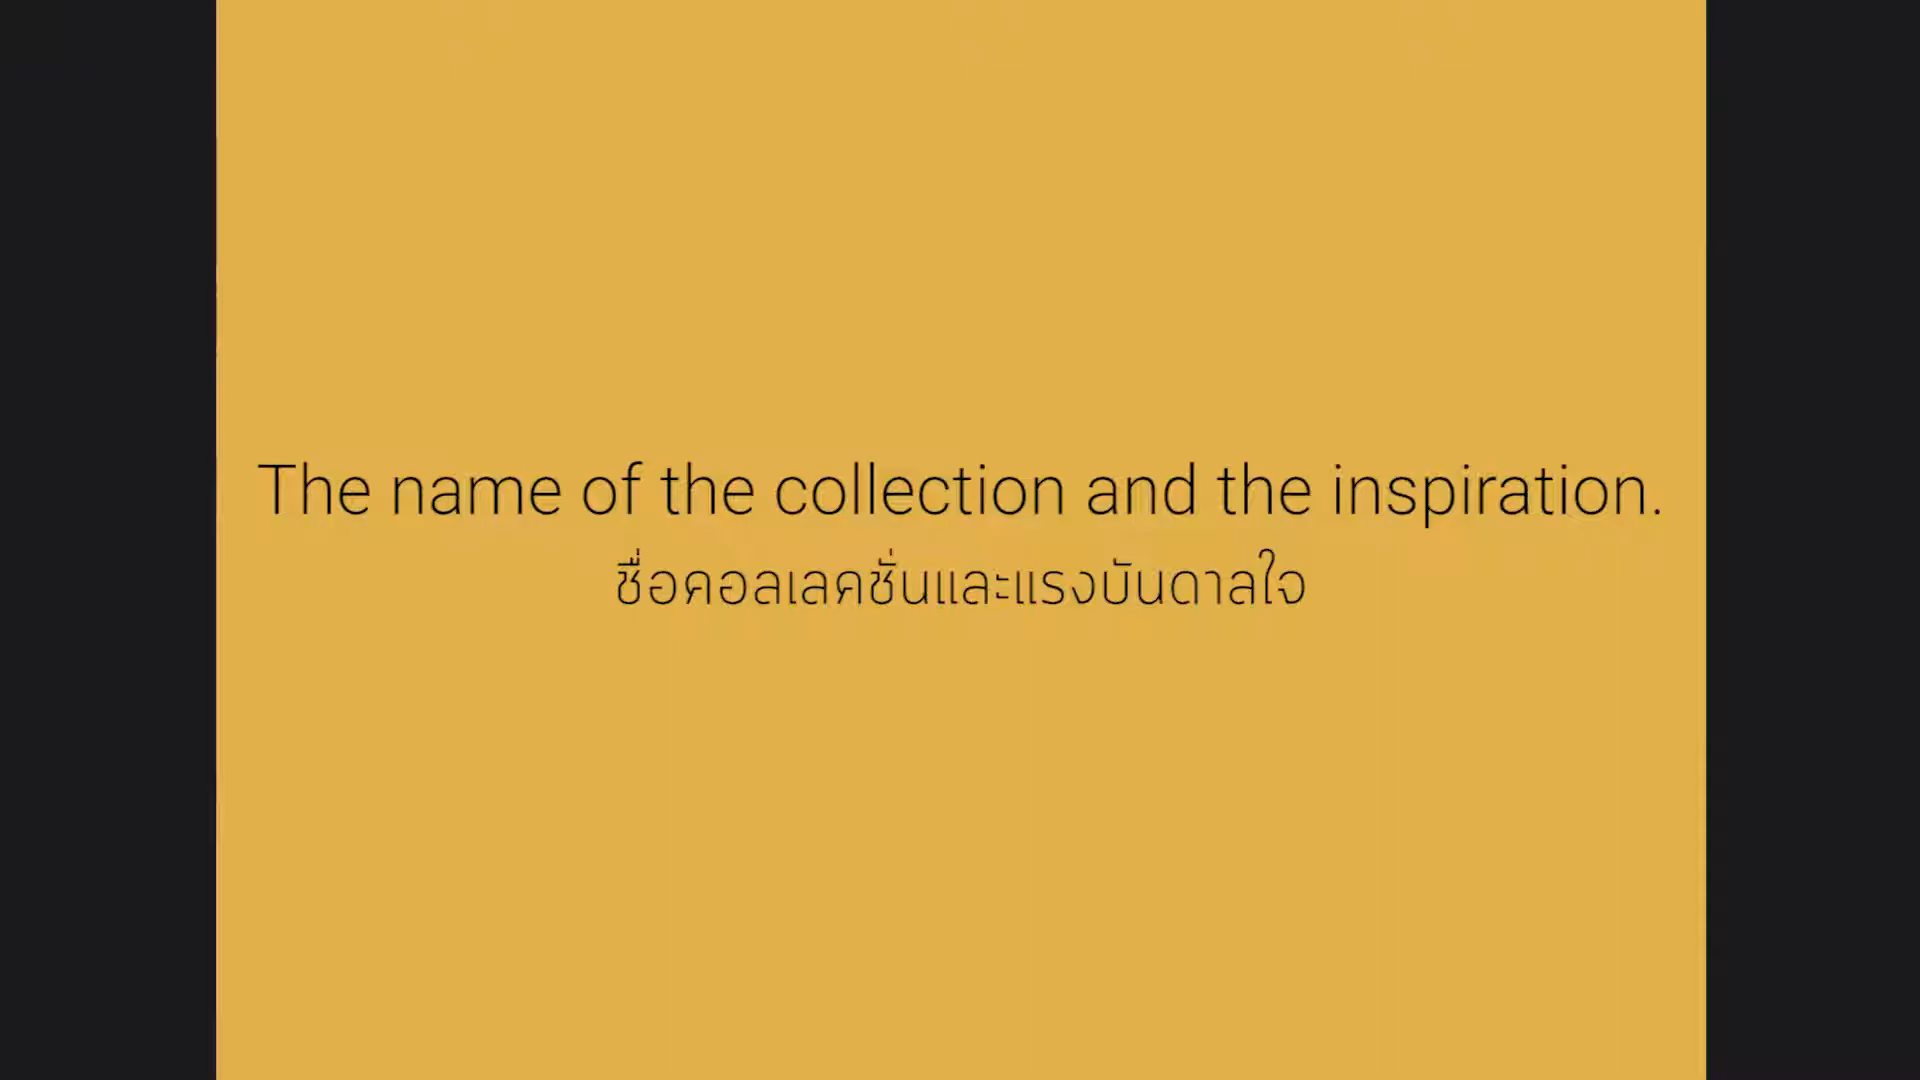 The name of the collection and the inspiration.
ชื่อคอลเลคชั่นและแรงบันดาลใจ